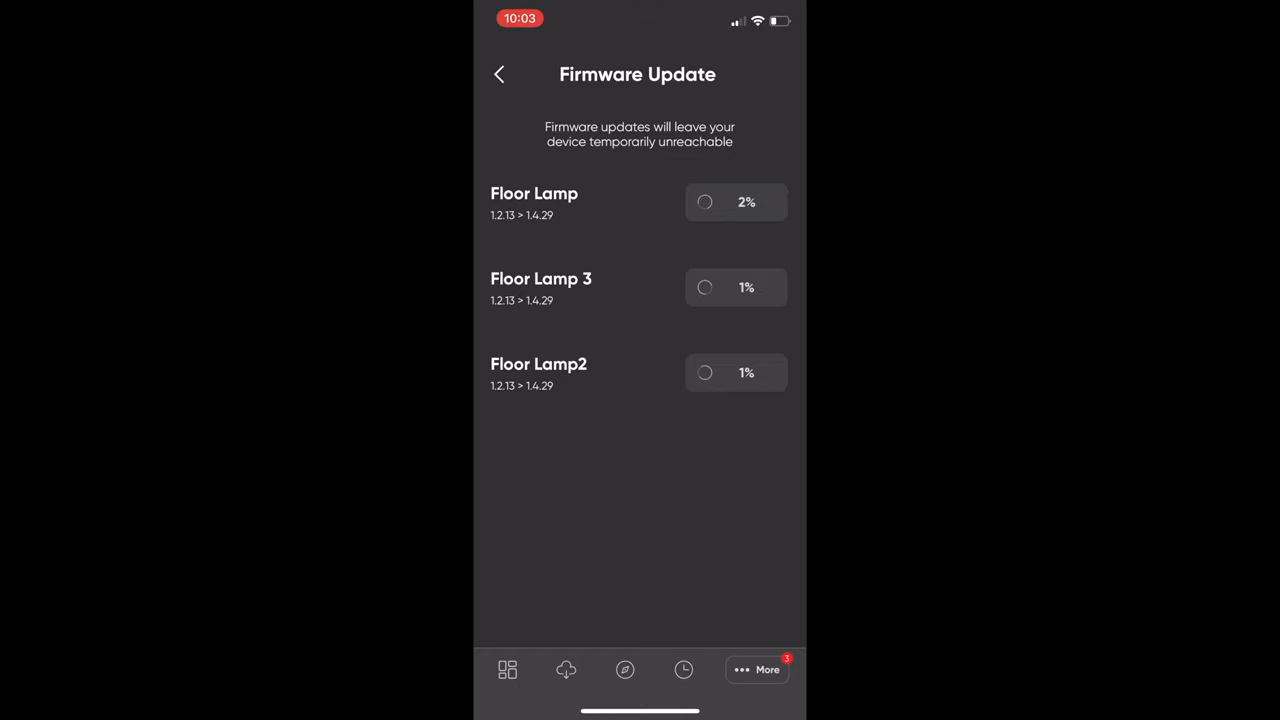 10:03
Firmware Update
Firmware updates will leave your
device temporarily unreachable
Floor Lamp
1.2.13 > 1.4.29
2%
Floor Lamp 3
1.2.13 > 1.4.29
1%
Floor Lamp2
1.2.13 > 1.4.29
1%
3
More